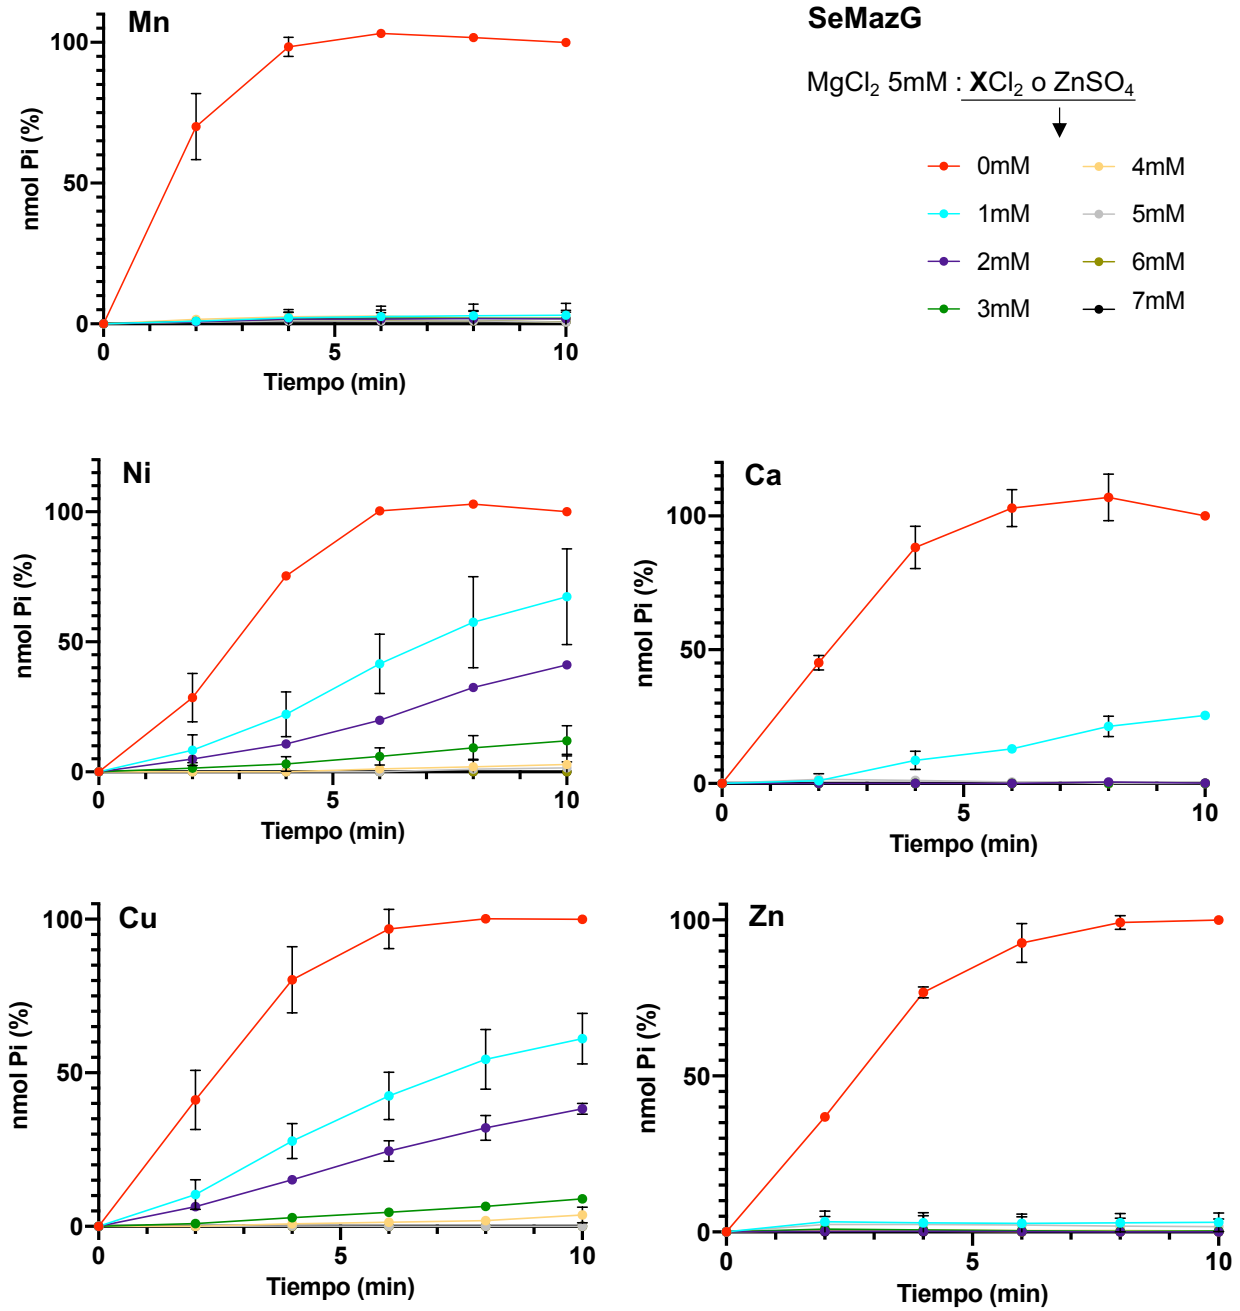 Mn
100
50
0
nmol Pi (%)
0
5
10
Tiempo (min)
SeMazG
MgCl₂ 5mM : XCl₂ o ZnSO₄
0mM
4mM
1mM
5mM
2mM
6mM
3mM
7mM
Ni
100
50
0
nmol Pi (%)
0
5
10
Tiempo (min)
Ca
100
50
0
nmol Pi (%)
0
5
10
Tiempo (min)
Cu
100
50
0
nmol Pi (%)
0
5
10
Tiempo (min)
Zn
100
50
0
nmol Pi (%)
0
5
10
Tiempo (min)